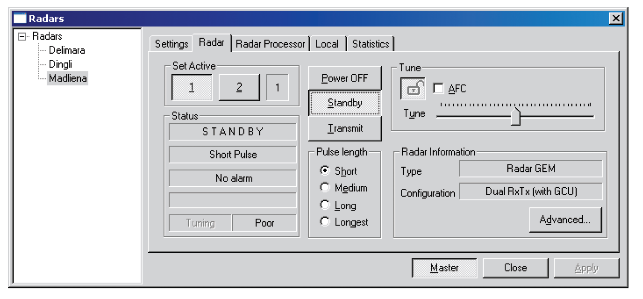 Radars
Radars
Delimara
Dingli
Madliena
Settings Radar Radar Processor Local Statistics
Set Active
1 2 1
Status
STANDBY
Short Pulse
No alarm
Tuning Poor
Power OFF
Standby
Transmit
Pulse length
Short
Medium
Long
Longest
Tune
AFC
Tune
Radar Information
Type Radar GEM
Configuration Dual RxTx (with GCU)
Advanced...
Master Close Apply